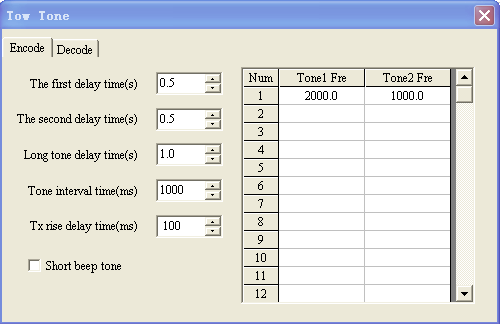 Tow Tone
Encode Decode
The first delay time(s) 0.5
The second delay time(s) 0.5
Long tone delay time(s) 1.0
Tone interval time(ms) 1000
Tx rise delay time(ms) 100
Short beep tone
Num Tone1 Fre Tone2 Fre
1 2000.0 1000.0
2
3
4
5
6
7
8
9
10
11
12